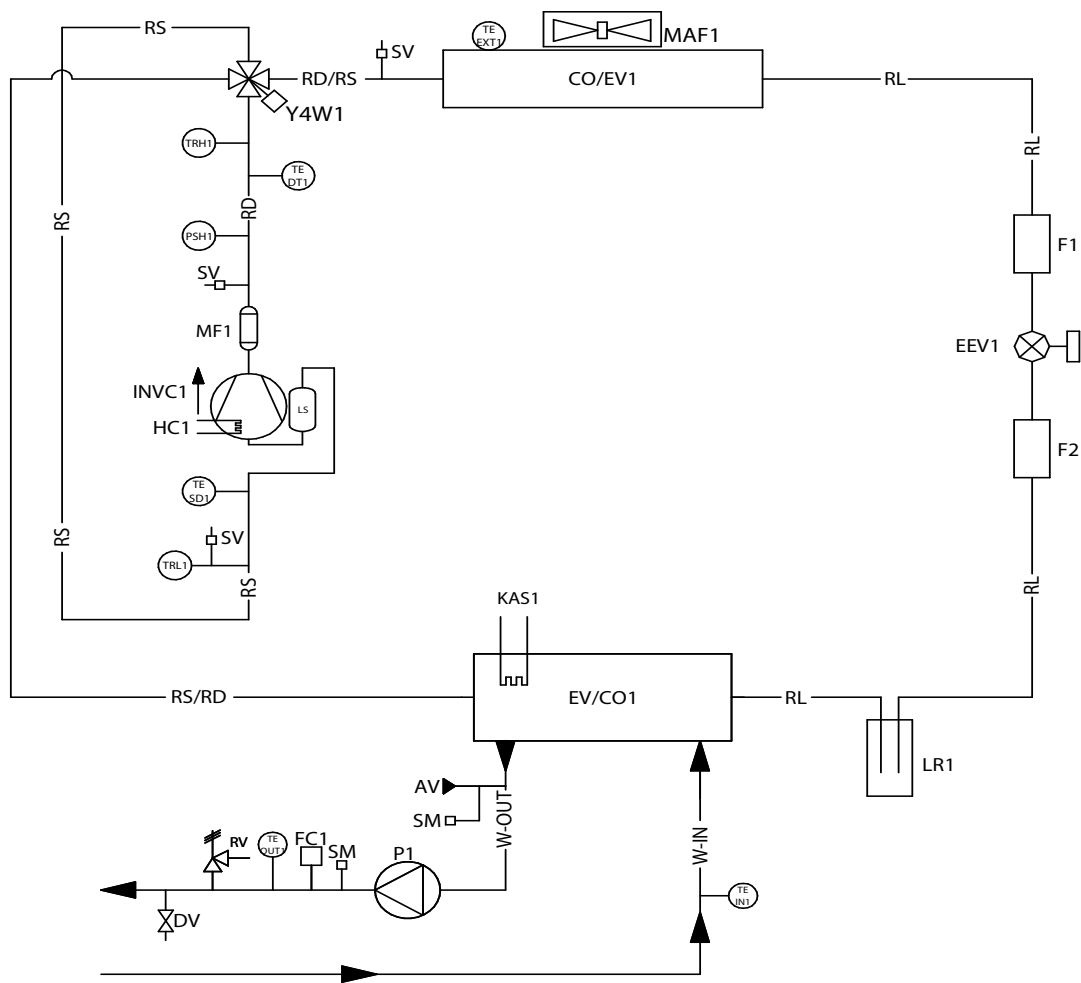 RS
SV
TE
EXT1
MAF1
RD/RS
CO/EV1
RL
Y4W1
TRH1
TE
DT1
RL
RS
RD
PSH1
F1
SV
MF1
EEV1
INVC1
LS
HC1
F2
TE
SD1
RS
SV
TRL1
RS
RL
KAS1
RS/RD
EV/CO1
RL
LR1
AV
SM
W-OUT
W-IN
RV
TE
OUT1
FC1
SM
P1
TE
IN1
DV